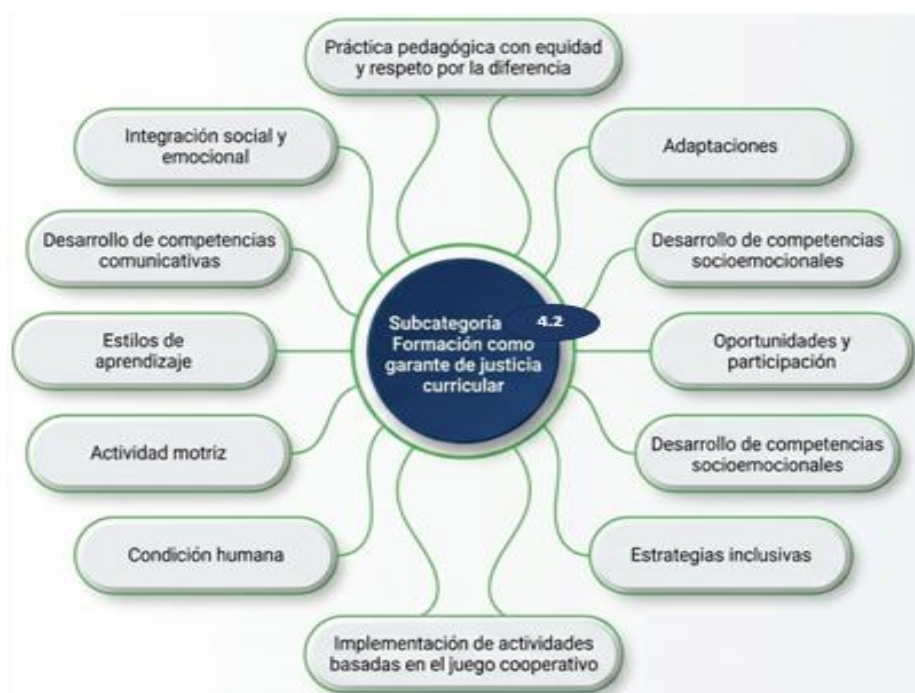 Práctica pedagógica con equidad
y respeto por la diferencia
Integración social y
emocional
Adaptaciones
Desarrollo de competencias
comunicativas
Desarrollo de competencias
socioemocionales
Estilos de
aprendizaje
Subcategoría 4.2
Formación como
garante de justicia
curricular
Oportunidades y
participación
Actividad motriz
Desarrollo de competencias
socioemocionales
Condición humana
Estrategias inclusivas
Implementación de actividades
basadas en el juego cooperativo